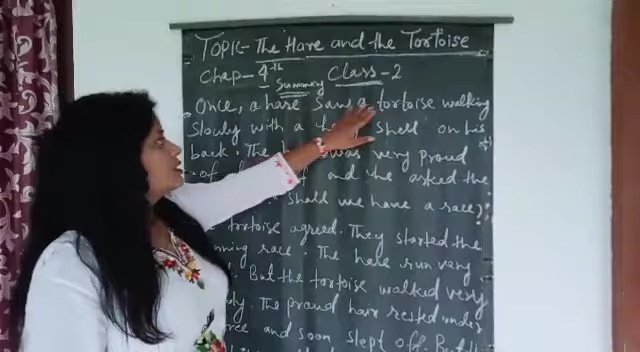 TOPIC- The Hare and the Tortoise
Chap-4th Class-2
Summary
Once, a hare saw a tortoise walking
slowly with a shell on his
back. The was very proud
of and he asked the
shall we have a race?
tortoise agreed. They started the
race. The hare run very
But the tortoise walked very
The proud hair rested under
and soon slept off. But